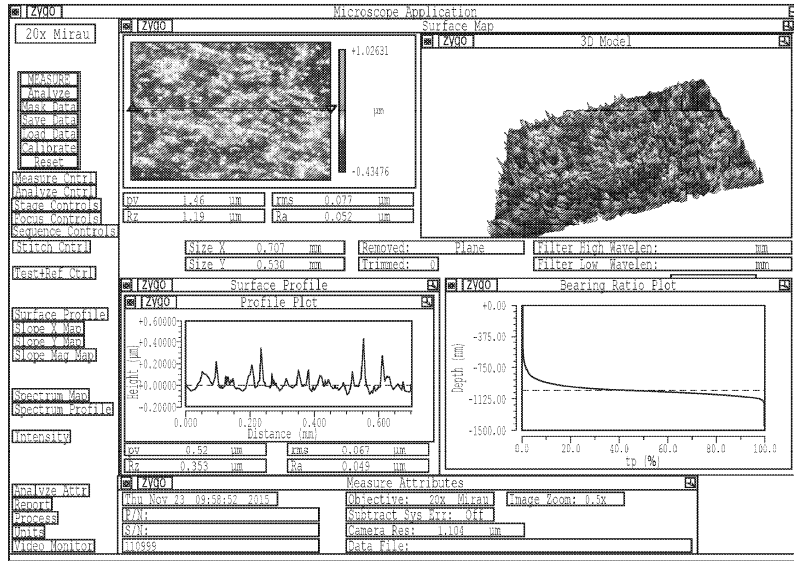 Zygo Microscope Application
20x Mirau
MEASURE
Analyze
Mask Data
Save Data
Load Data
Calibrate
Reset
Measure Cntrl
Analyze Cntrl
Stage Controls
Focus Controls
Sequence Controls
Stitch Cntrl
Test+Ref Ctrl
Surface Profile
Slope X Map
Slope Y Map
Slope Mag Map
Spectrum Map
Spectrum Profile
Intensity
Analyze Attr
Report
Process
Units
Video Monitor
Zygo Surface Map
+1.02631
µm
-0.43476
Zygo 3D Model
pv 1.46 µm rms 0.077 µm
Rz 1.19 µm Ra 0.052 µm
Size X 0.707 mm Removed: Plane Filter High Wavelen: mm
Size Y 0.530 mm Trimmed: 0 Filter Low Wavelen: mm
Zygo Surface Profile
Zygo Profile Plot
+0.60000
+0.40000
+0.20000
+0.00000
-0.20000
Height (µm)
0.000 0.200 0.400 0.600
Distance (mm)
pv 0.52 µm rms 0.067 µm
Rz 0.353 µm Ra 0.049 µm
Zygo Bearing Ratio Plot
+0.00
-375.00
-750.00
-1125.00
-1500.00
Depth (nm)
0.0 20.0 40.0 60.0 80.0 100.0
tp (%)
Zygo Measure Attributes
Thu Nov 23 09:58:52 2015 Objective: 20x Mirau Image Zoom: 0.5x
P/N: Subtract Sys Err: Off
S/N: Camera Res: 1.104 µm
110999 Data File: